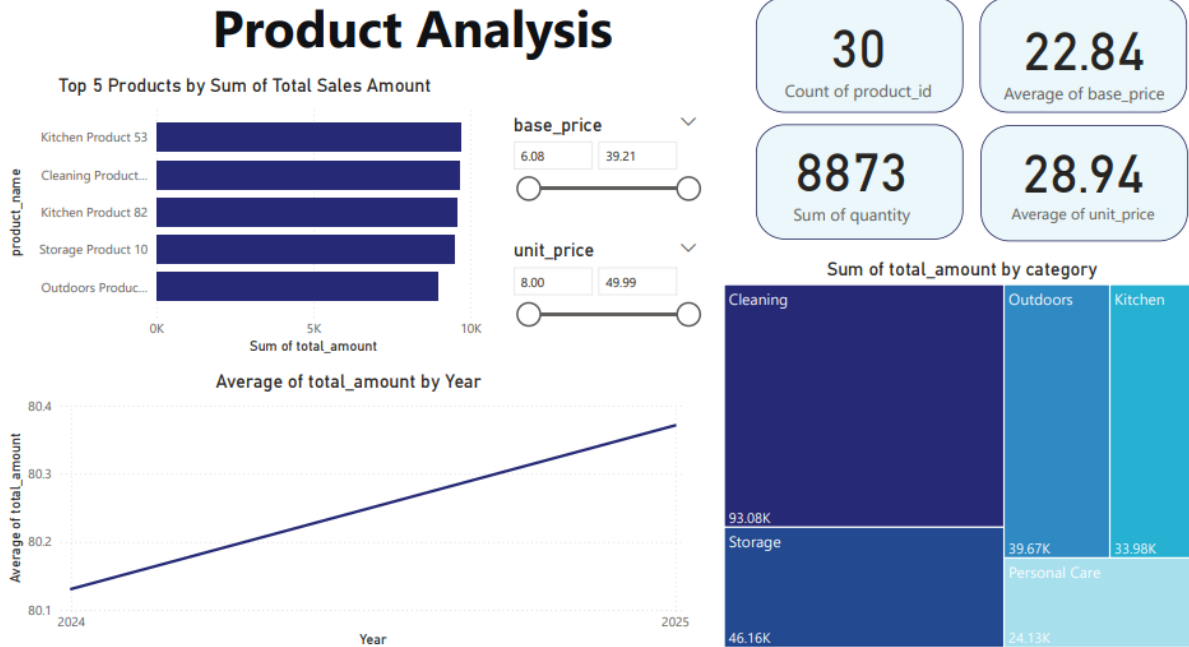 Product Analysis
Top 5 Products by Sum of Total Sales Amount
product_name
Kitchen Product 53
Cleaning Product...
Kitchen Product 82
Storage Product 10
Outdoors Produc...
0K 5K 10K
Sum of total_amount
base_price
6.08 39.21
unit_price
8.00 49.99
30
Count of product_id
22.84
Average of base_price
8873
Sum of quantity
28.94
Average of unit_price
Average of total_amount by Year
Average of total_amount
80.4
80.3
80.2
80.1
2024 2025
Year
Sum of total_amount by category
Cleaning
93.08K
Storage
46.16K
Outdoors
39.67K
Kitchen
33.98K
Personal Care
24.13K